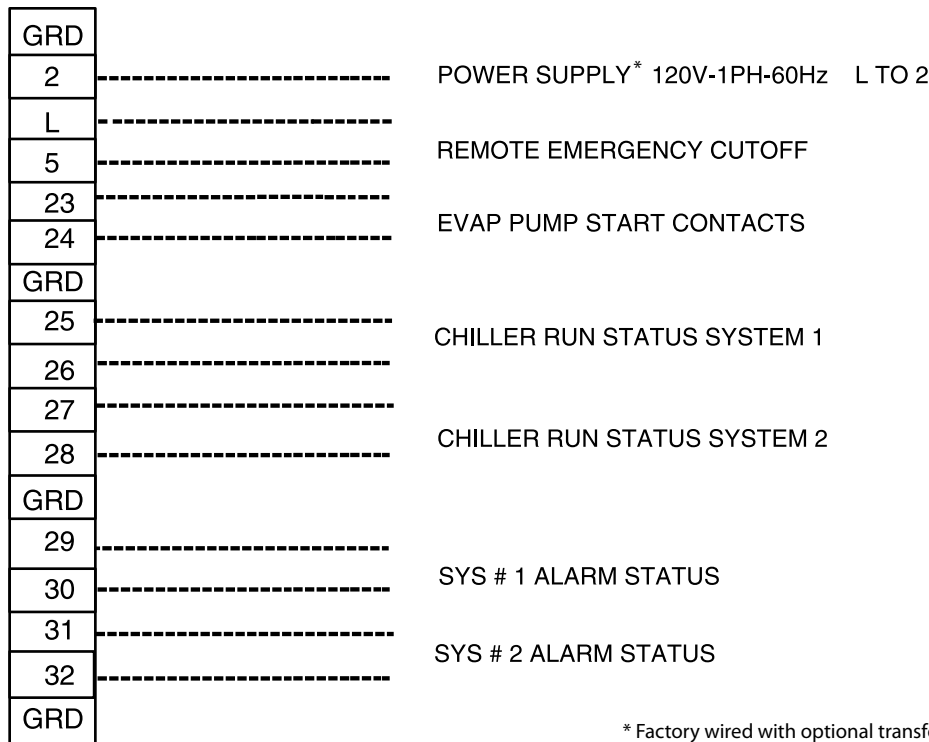 GRD
2 POWER SUPPLY* 120V-1PH-60Hz L TO 2
L
REMOTE EMERGENCY CUTOFF
5
23
EVAP PUMP START CONTACTS
24
GRD
25
CHILLER RUN STATUS SYSTEM 1
26
27
CHILLER RUN STATUS SYSTEM 2
28
GRD
29
SYS # 1 ALARM STATUS
30
31
SYS # 2 ALARM STATUS
32
GRD
* Factory wired with optional